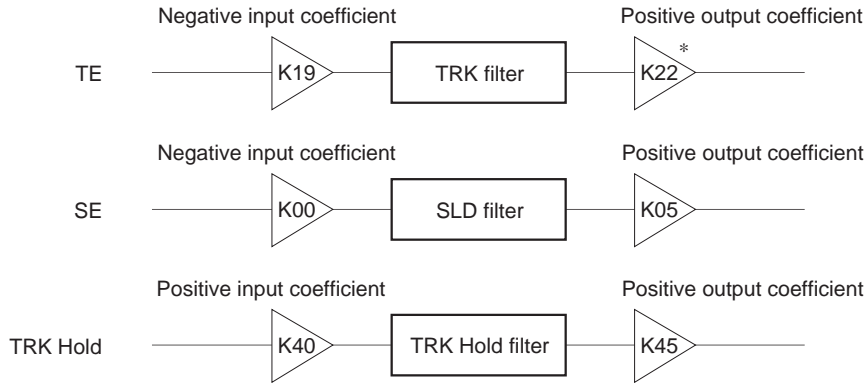 Negative input coefficient Positive output coefficient
TE K19 TRK filter K22 *
Negative input coefficient Positive output coefficient
SE K00 SLD filter K05
Positive input coefficient Positive output coefficient
TRK Hold K40 TRK Hold filter K45